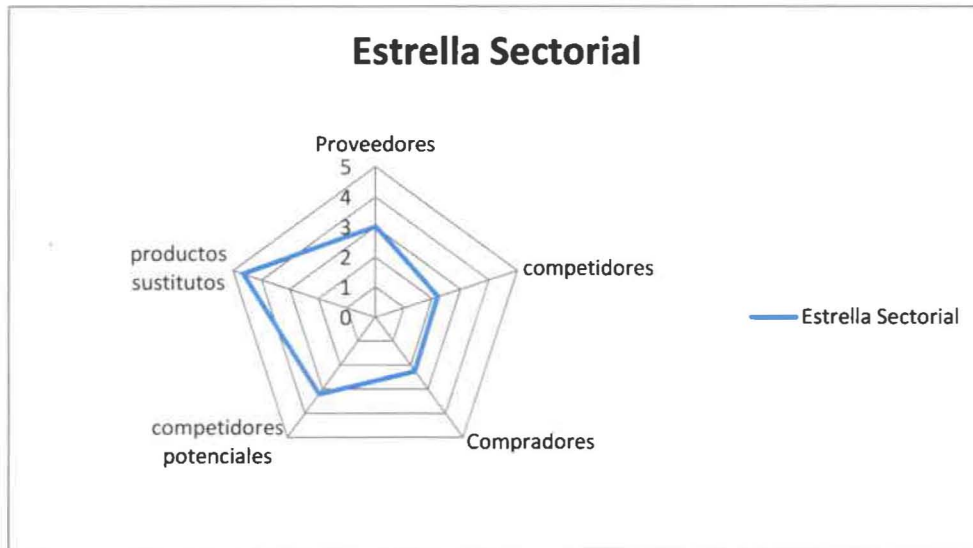 Estrella Sectorial
Proveedores
5
4
3
2
1
0
productos
sustitutos
competidores
Estrella Sectorial
competidores
potenciales
Compradores